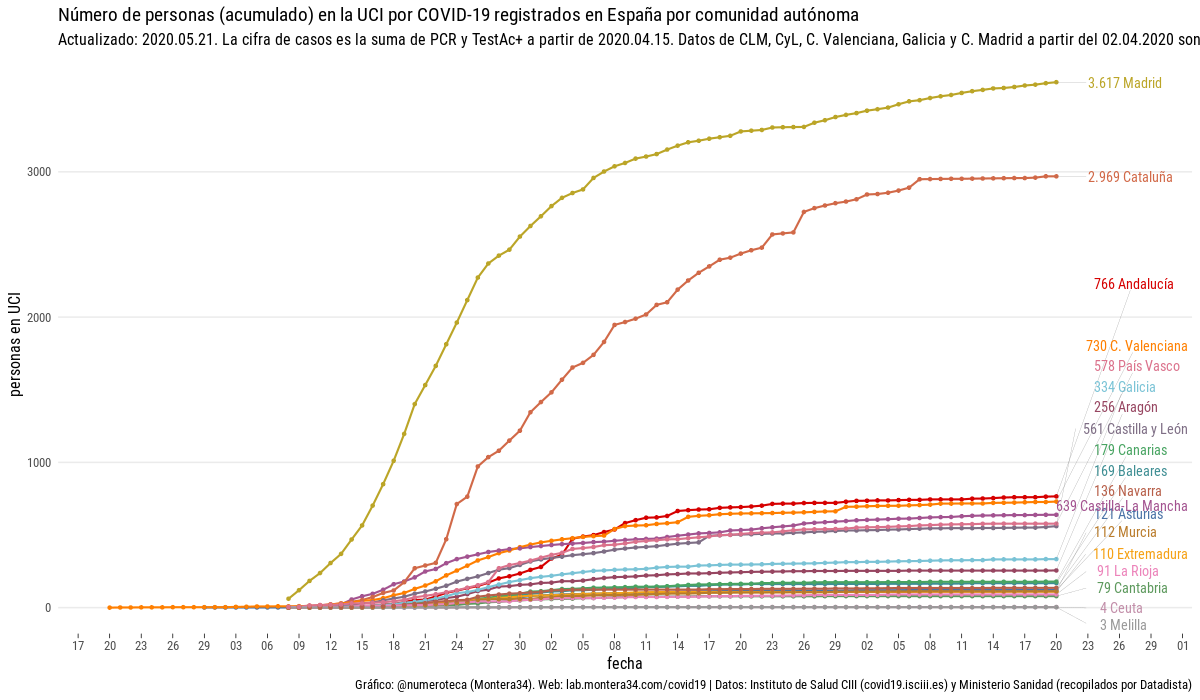 Número de personas (acumulado) en la UCI por COVID-19 registrados en España por comunidad autónoma
Actualizado: 2020.05.21. La cifra de casos es la suma de PCR y TestAc+ a partir de 2020.04.15. Datos de CLM, CyL, C. Valenciana, Galicia y C. Madrid a partir del 02.04.2020 son
personas en UCI
3000
2000
1000
0
3.617 Madrid
2.969 Cataluña
766 Andalucía
730 C. Valenciana
578 País Vasco
334 Galicia
256 Aragón
561 Castilla y León
179 Canarias
169 Baleares
136 Navarra
639 Castilla-La Mancha
121 Asturias
112 Murcia
110 Extremadura
91 La Rioja
79 Cantabria
4 Ceuta
3 Melilla
17 20 23 26 29 03 06 09 12 15 18 21 24 27 30 02 05 08 11 14 17 20 23 26 29 02 05 08 11 14 17 20 23 26 29 01
fecha
Gráfico: @numeroteca (Montera34). Web: lab.montera34.com/covid19 | Datos: Instituto de Salud CIII (covid19.isciii.es) y Ministerio Sanidad (recopilados por Datadista)